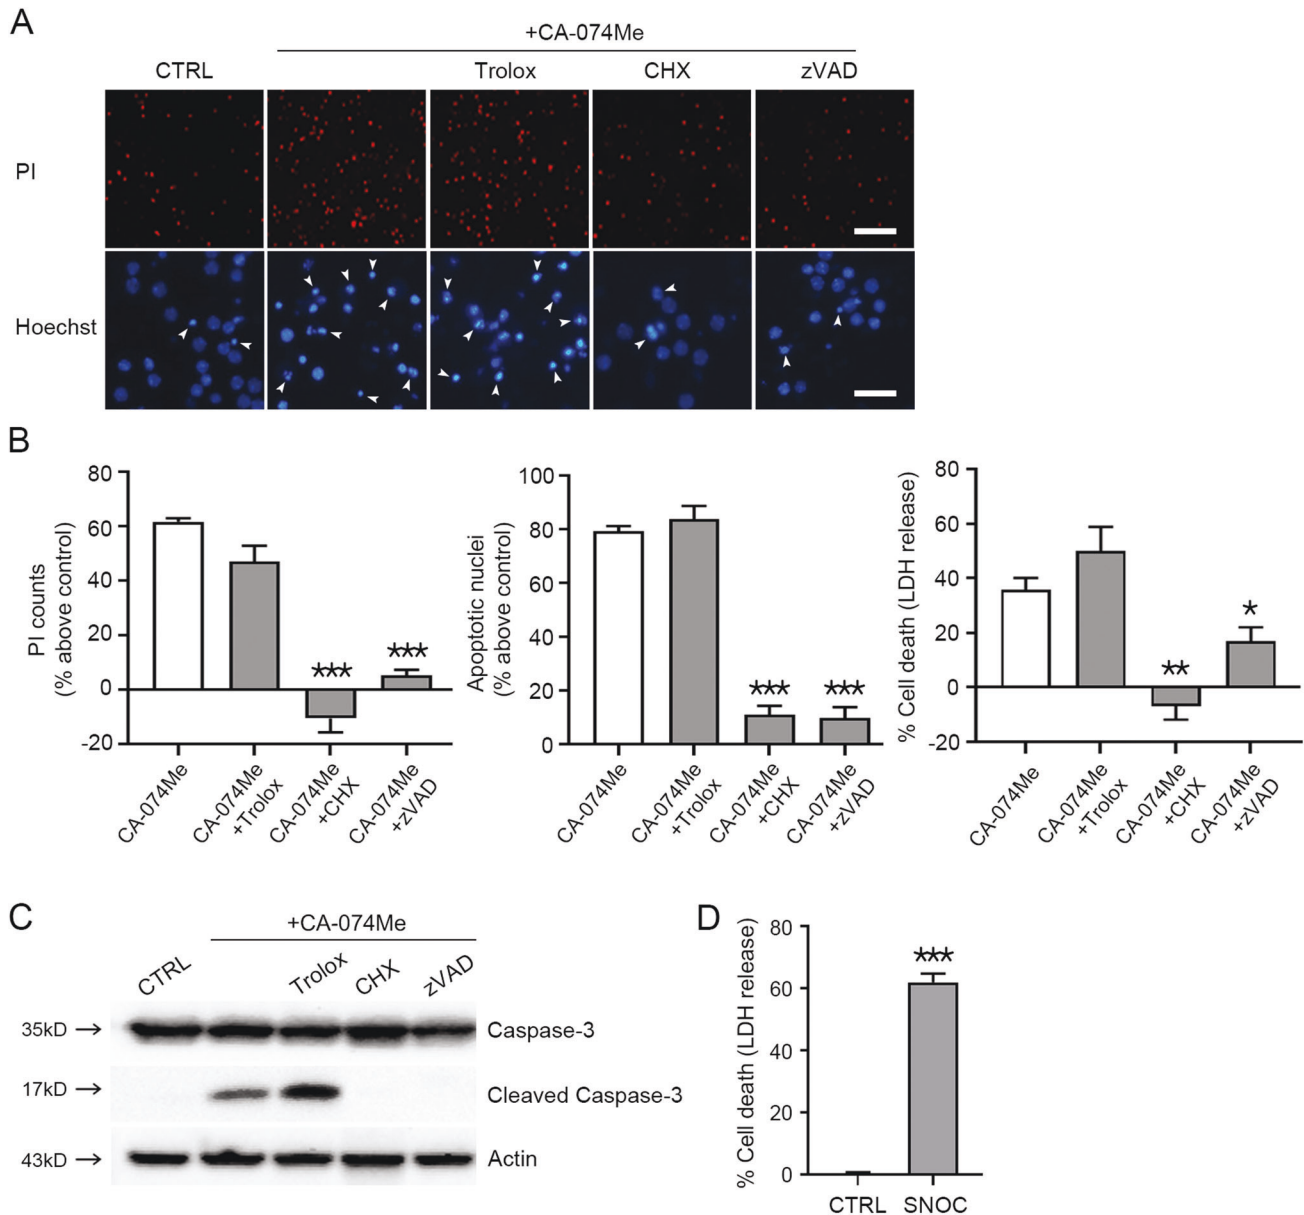 A
+CA-074Me
CTRL Trolox CHX zVAD
PI
Hoechst
B
80
60
40
20
0
-20
PI counts
(% above control)
***
***
CA-074Me
CA-074Me
+Trolox
CA-074Me
+CHX
CA-074Me
+zVAD
100
80
60
40
20
0
Apoptotic nuclei
(% above control)
***
***
CA-074Me
CA-074Me
+Trolox
CA-074Me
+CHX
CA-074Me
+zVAD
80
60
40
20
0
-20
% Cell death (LDH release)
**
*
CA-074Me
CA-074Me
+Trolox
CA-074Me
+CHX
CA-074Me
+zVAD
C
+CA-074Me
CTRL Trolox CHX zVAD
35kD → Caspase-3
17kD → Cleaved Caspase-3
43kD → Actin
D
80
60
40
20
0
% Cell death (LDH release)
***
CTRL SNOC